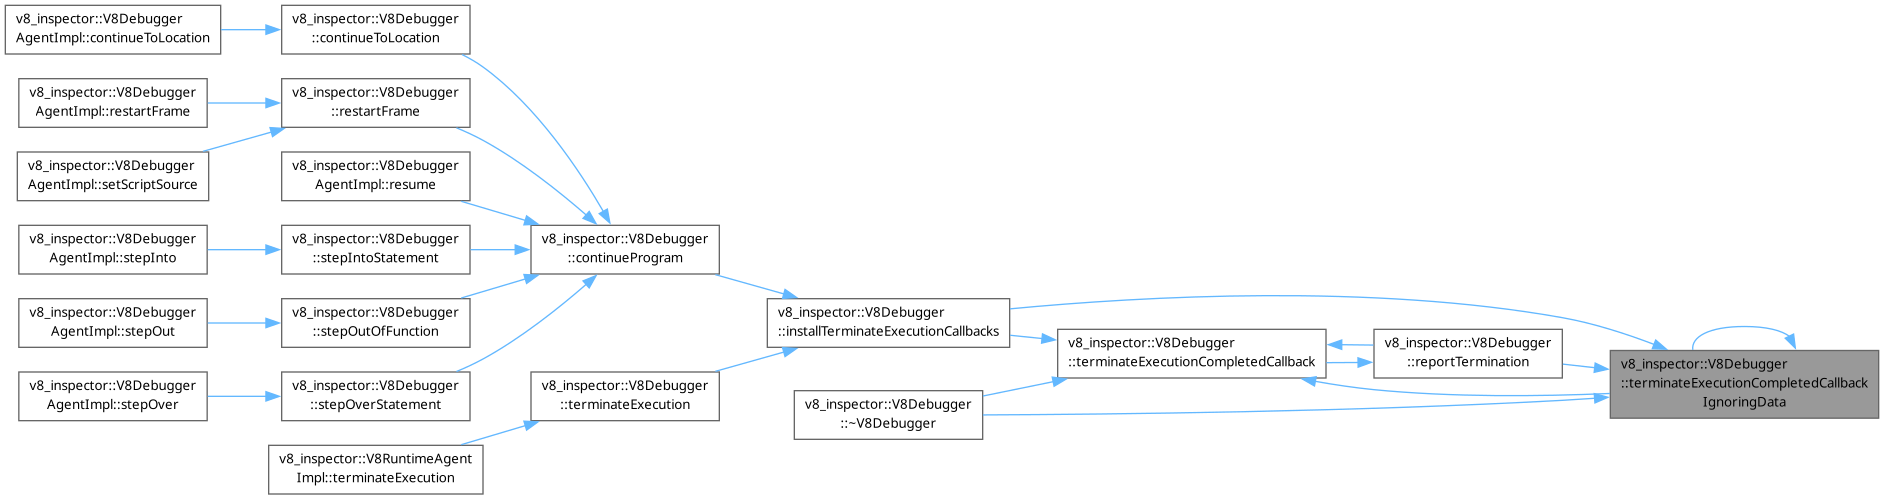 v8_inspector::V8Debugger
AgentImpl::continueToLocation
v8_inspector::V8Debugger
::continueToLocation
v8_inspector::V8Debugger
AgentImpl::restartFrame
v8_inspector::V8Debugger
::restartFrame
v8_inspector::V8Debugger
AgentImpl::setScriptSource
v8_inspector::V8Debugger
AgentImpl::resume
v8_inspector::V8Debugger
AgentImpl::stepInto
v8_inspector::V8Debugger
::stepIntoStatement
v8_inspector::V8Debugger
::continueProgram
v8_inspector::V8Debugger
AgentImpl::stepOut
v8_inspector::V8Debugger
::stepOutOfFunction
v8_inspector::V8Debugger
::installTerminateExecutionCallbacks
v8_inspector::V8Debugger
::terminateExecutionCompletedCallback
v8_inspector::V8Debugger
::reportTermination
v8_inspector::V8Debugger
::terminateExecutionCompletedCallback
IgnoringData
v8_inspector::V8Debugger
AgentImpl::stepOver
v8_inspector::V8Debugger
::stepOverStatement
v8_inspector::V8Debugger
::terminateExecution
v8_inspector::V8Debugger
::~V8Debugger
v8_inspector::V8RuntimeAgent
Impl::terminateExecution